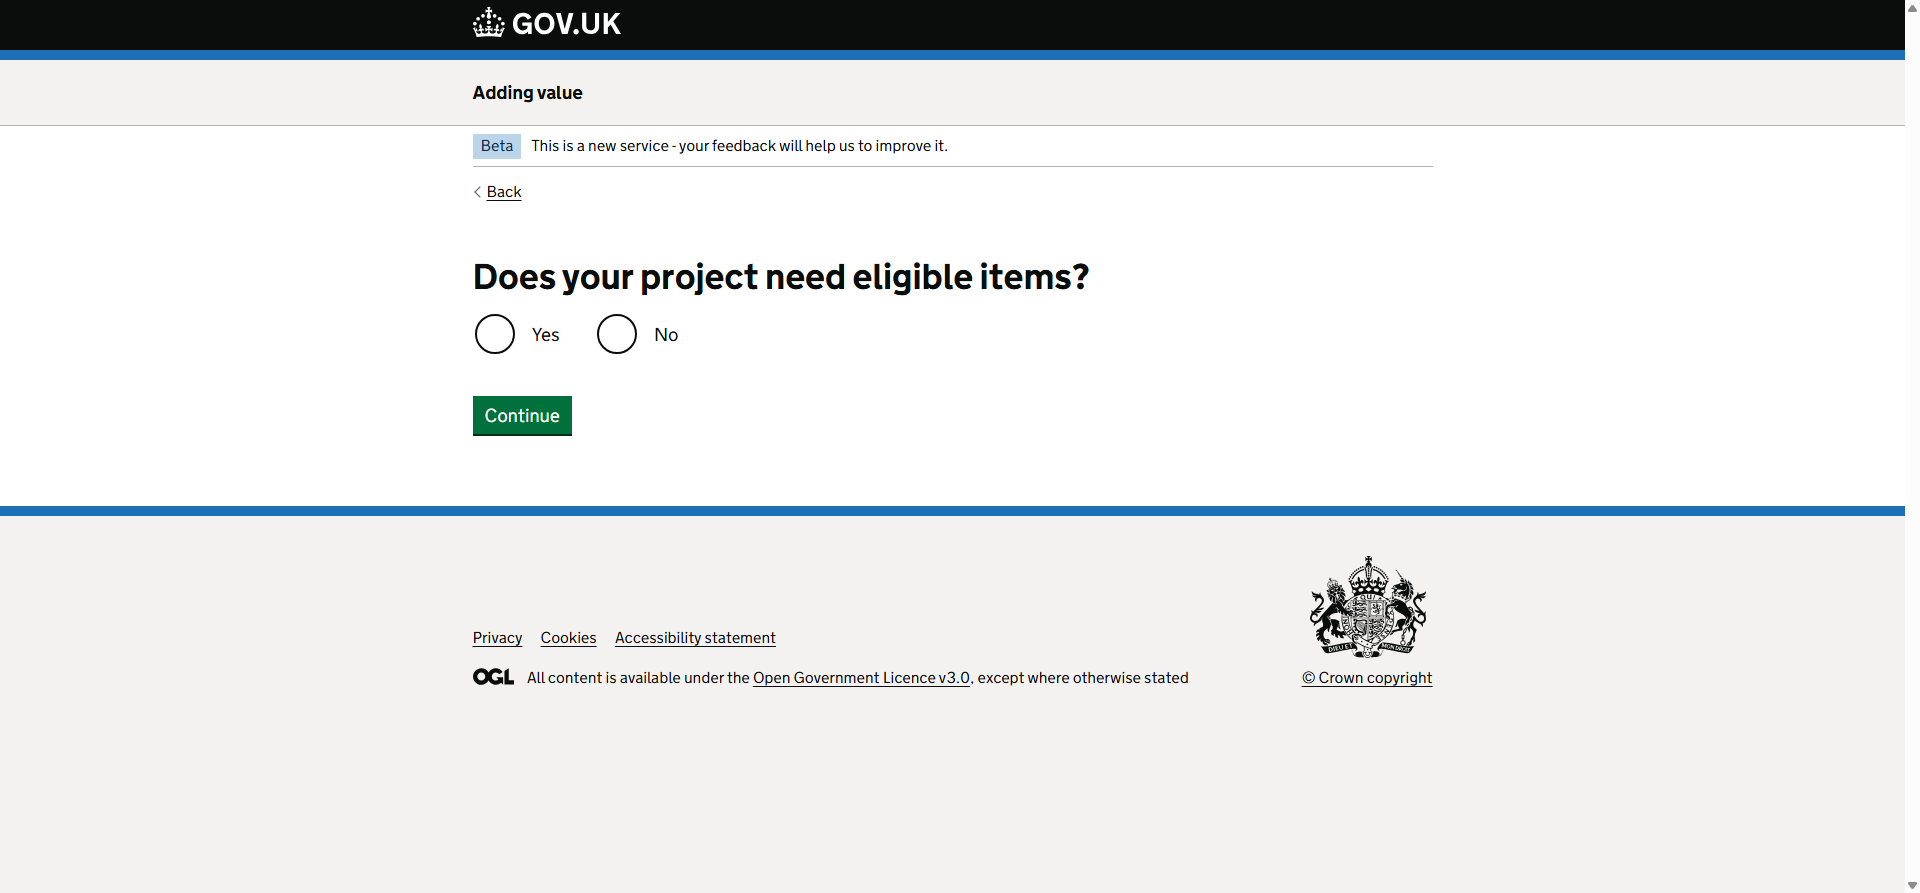 GOV.UK
Adding value
Beta This is a new service - your feedback will help us to improve it.
Back
Does your project need eligible items?
Yes No
Continue
Privacy Cookies Accessibility statement
OGL All content is available under the Open Government Licence v3.0, except where otherwise stated
© Crown copyright